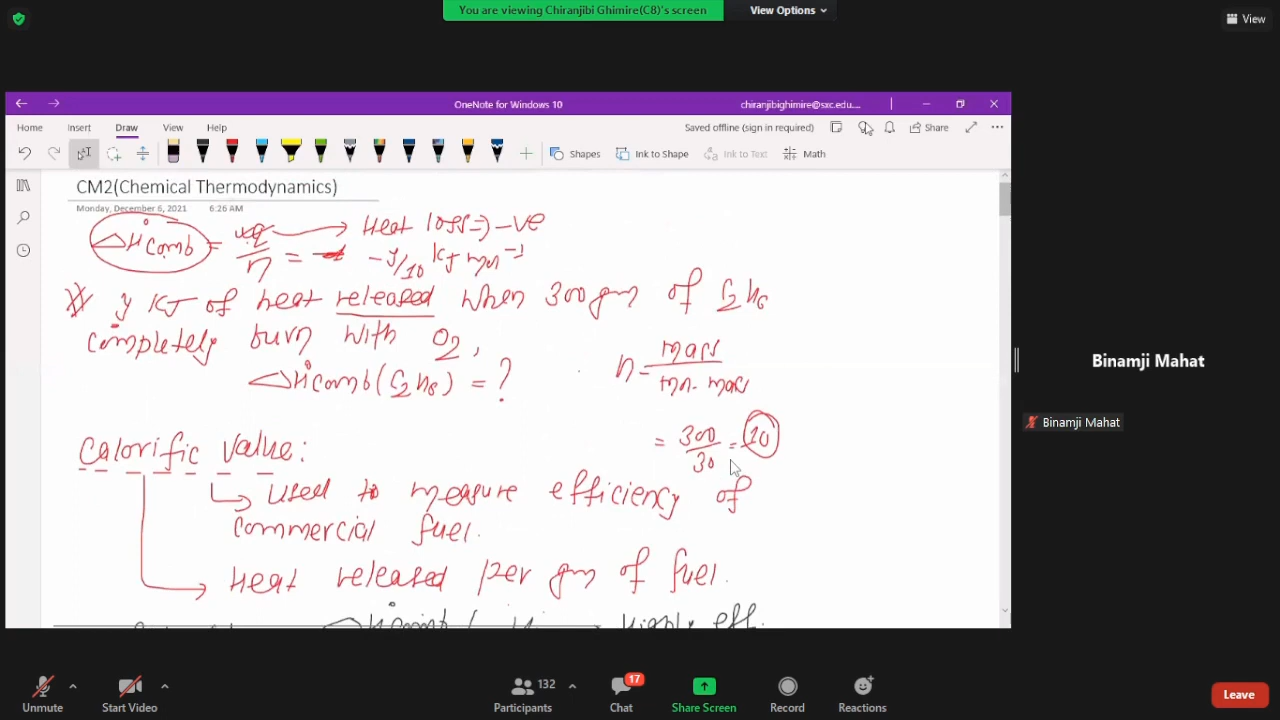 You are viewing Chiranjibi Ghimire(C8)'s screen
View Options
View
OneNote for Windows 10
chiranjibighimire@sxc.edu....
Home Insert Draw View Help
Saved offline (sign in required)
Share
Shapes
Ink to Shape
Ink to Text
Math
CM2(Chemical Thermodynamics)
Monday, December 6, 2021 6:26 AM
ΔH°comb = q/n → Heat loss ⇒ -ve
= -y/10 kJ mol⁻¹
y KJ of heat released when 300 gm of C2H6
completely burn with O2,
ΔH°comb(C2H6) = ?
n = mass / mol. mass
= 300/30 = 10
Calorific value:
↳ used to measure efficiency of
commercial fuel.
→ Heat released per gm of fuel.
Highly eff.
Binamji Mahat
Binamji Mahat
Unmute
Start Video
132
Participants
17
Chat
Share Screen
Record
Reactions
Leave